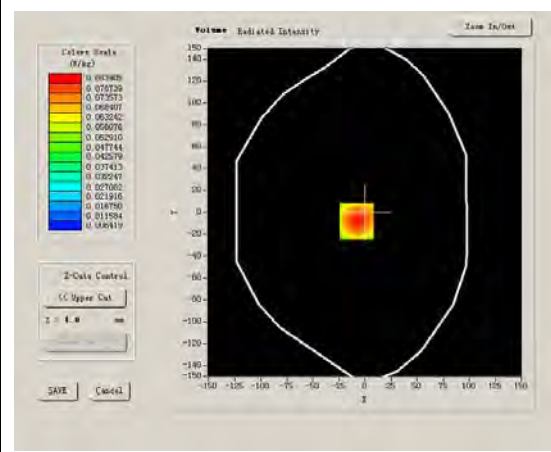 Volume Radiated Intensity
Zoom In/Out
Colors Scale
(W/kg)
0.083905
0.078739
0.073573
0.068407
0.063242
0.058076
0.052910
0.047744
0.042579
0.037413
0.032247
0.027082
0.021916
0.016750
0.011584
0.006419
Z-Cuts Control
<< Upper Cut
Z = 4.0 mm
SAVE
Cancel
150
140
120
100
80
60
40
20
0
-20
-40
-60
-80
-100
-120
-140
-150
Y
-150 -125 -100 -75 -50 -25 0 25 50 75 100 125 150
X